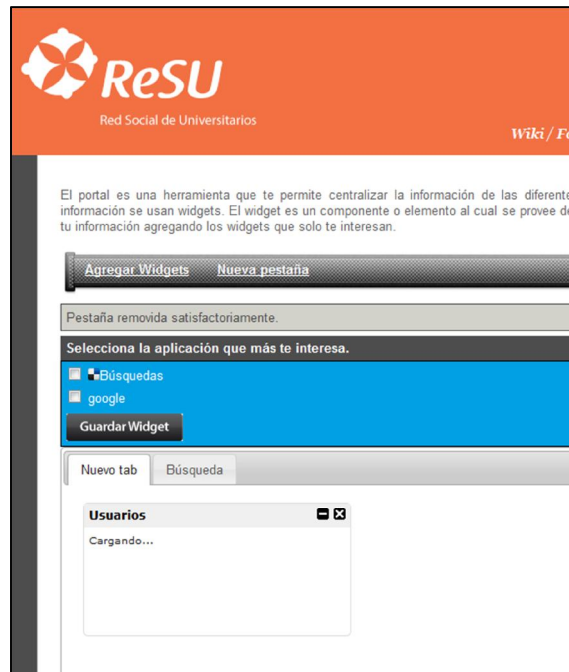 ReSU
Red Social de Universitarios
Wiki / F
El portal es una herramienta que te permite centralizar la información de las diferente
información se usan widgets. El widget es un componente o elemento al cual se provee de
tu información agregando los widgets que solo te interesan.
Agregar Widgets Nueva pestaña
Pestaña removida satisfactoriamente.
Selecciona la aplicación que más te interesa.
Búsquedas
google
Guardar Widget
Nuevo tab Búsqueda
Usuarios
Cargando...